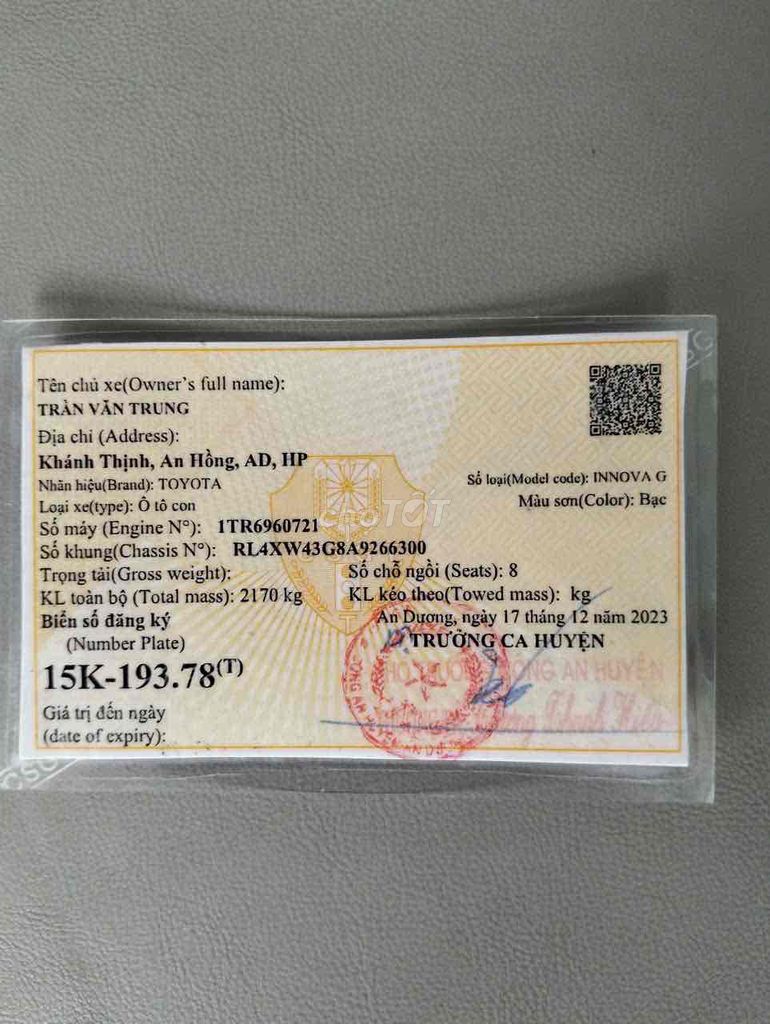 Tên chủ xe(Owner's full name):
TRẦN VĂN TRUNG
Địa chỉ (Address):
Khánh Thịnh, An Hồng, AD, HP
Nhãn hiệu(Brand): TOYOTA
Số loại(Model code): INNOVA G
Loại xe(type): Ô tô con
Màu sơn(Color): Bạc
Số máy (Engine N°): 1TR6960721
CHỢTỐT
Số khung(Chassis N°): RL4XW43G8A9266300
Trọng tải(Gross weight):
Số chỗ ngồi (Seats): 8
KL toàn bộ (Total mass): 2170 kg
KL kéo theo(Towed mass): kg
Biển số đăng ký
An Dương, ngày 17 tháng 12 năm 2023
(Number Plate)
TRƯỞNG CA HUYỆN
15K-193.78(T)
CÔNG AN HUYỆN
Giá trị đến ngày
(date of expiry):